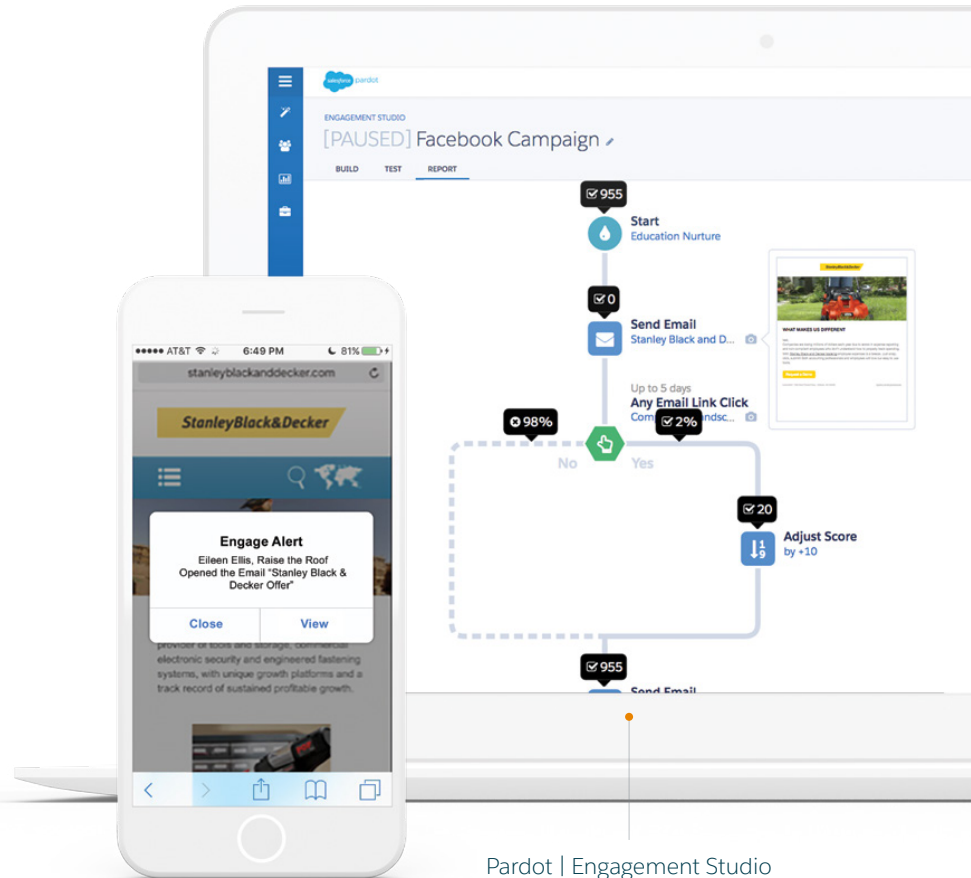 salesforce pardot
ENGAGEMENT STUDIO
[PAUSED] Facebook Campaign
BUILD TEST REPORT
955
Start
Education Nurture
0
Send Email
Stanley Black and D...
StanleyBlack&Decker
WHAT MAKES US DIFFERENT
Up to 5 days
Any Email Link Click
Com ndsc...
98%
2%
No
Yes
20
Adjust Score
by +10
955
Send Email
AT&T 6:49 PM 81%
stanleyblackanddecker.com
StanleyBlack&Decker
Engage Alert
Eileen Ellis, Raise the Roof
Opened the Email "Stanley Black &
Decker Offer"
Close View
provider of tools and storage, commercial
electronic security and engineered fastening
systems, with unique growth platforms and a
track record of sustained profitable growth.
Pardot | Engagement Studio